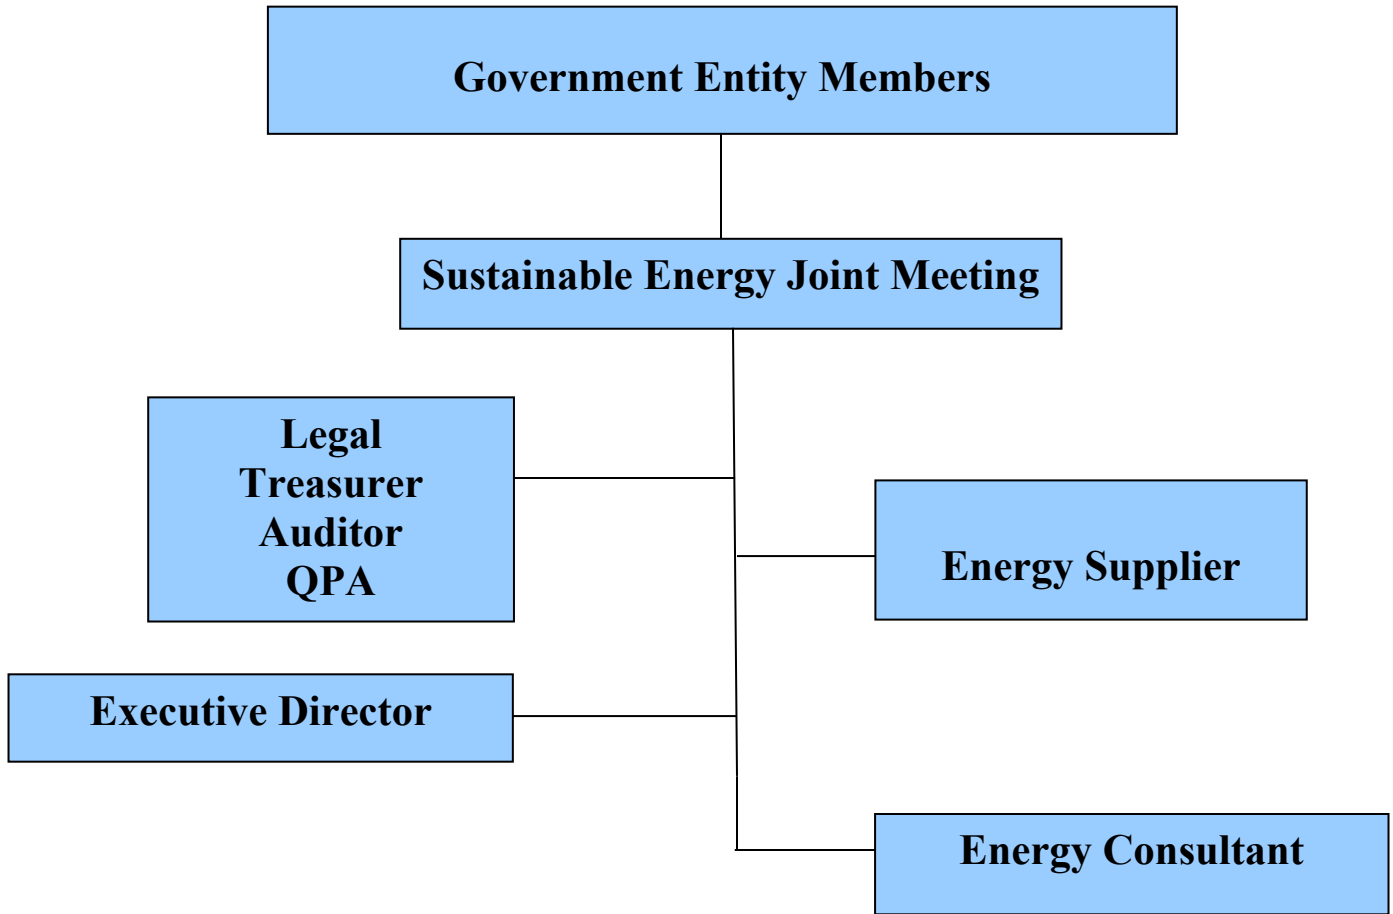 Government Entity Members
Sustainable Energy Joint Meeting
Legal
Treasurer
Auditor
QPA
Energy Supplier
Executive Director
Energy Consultant